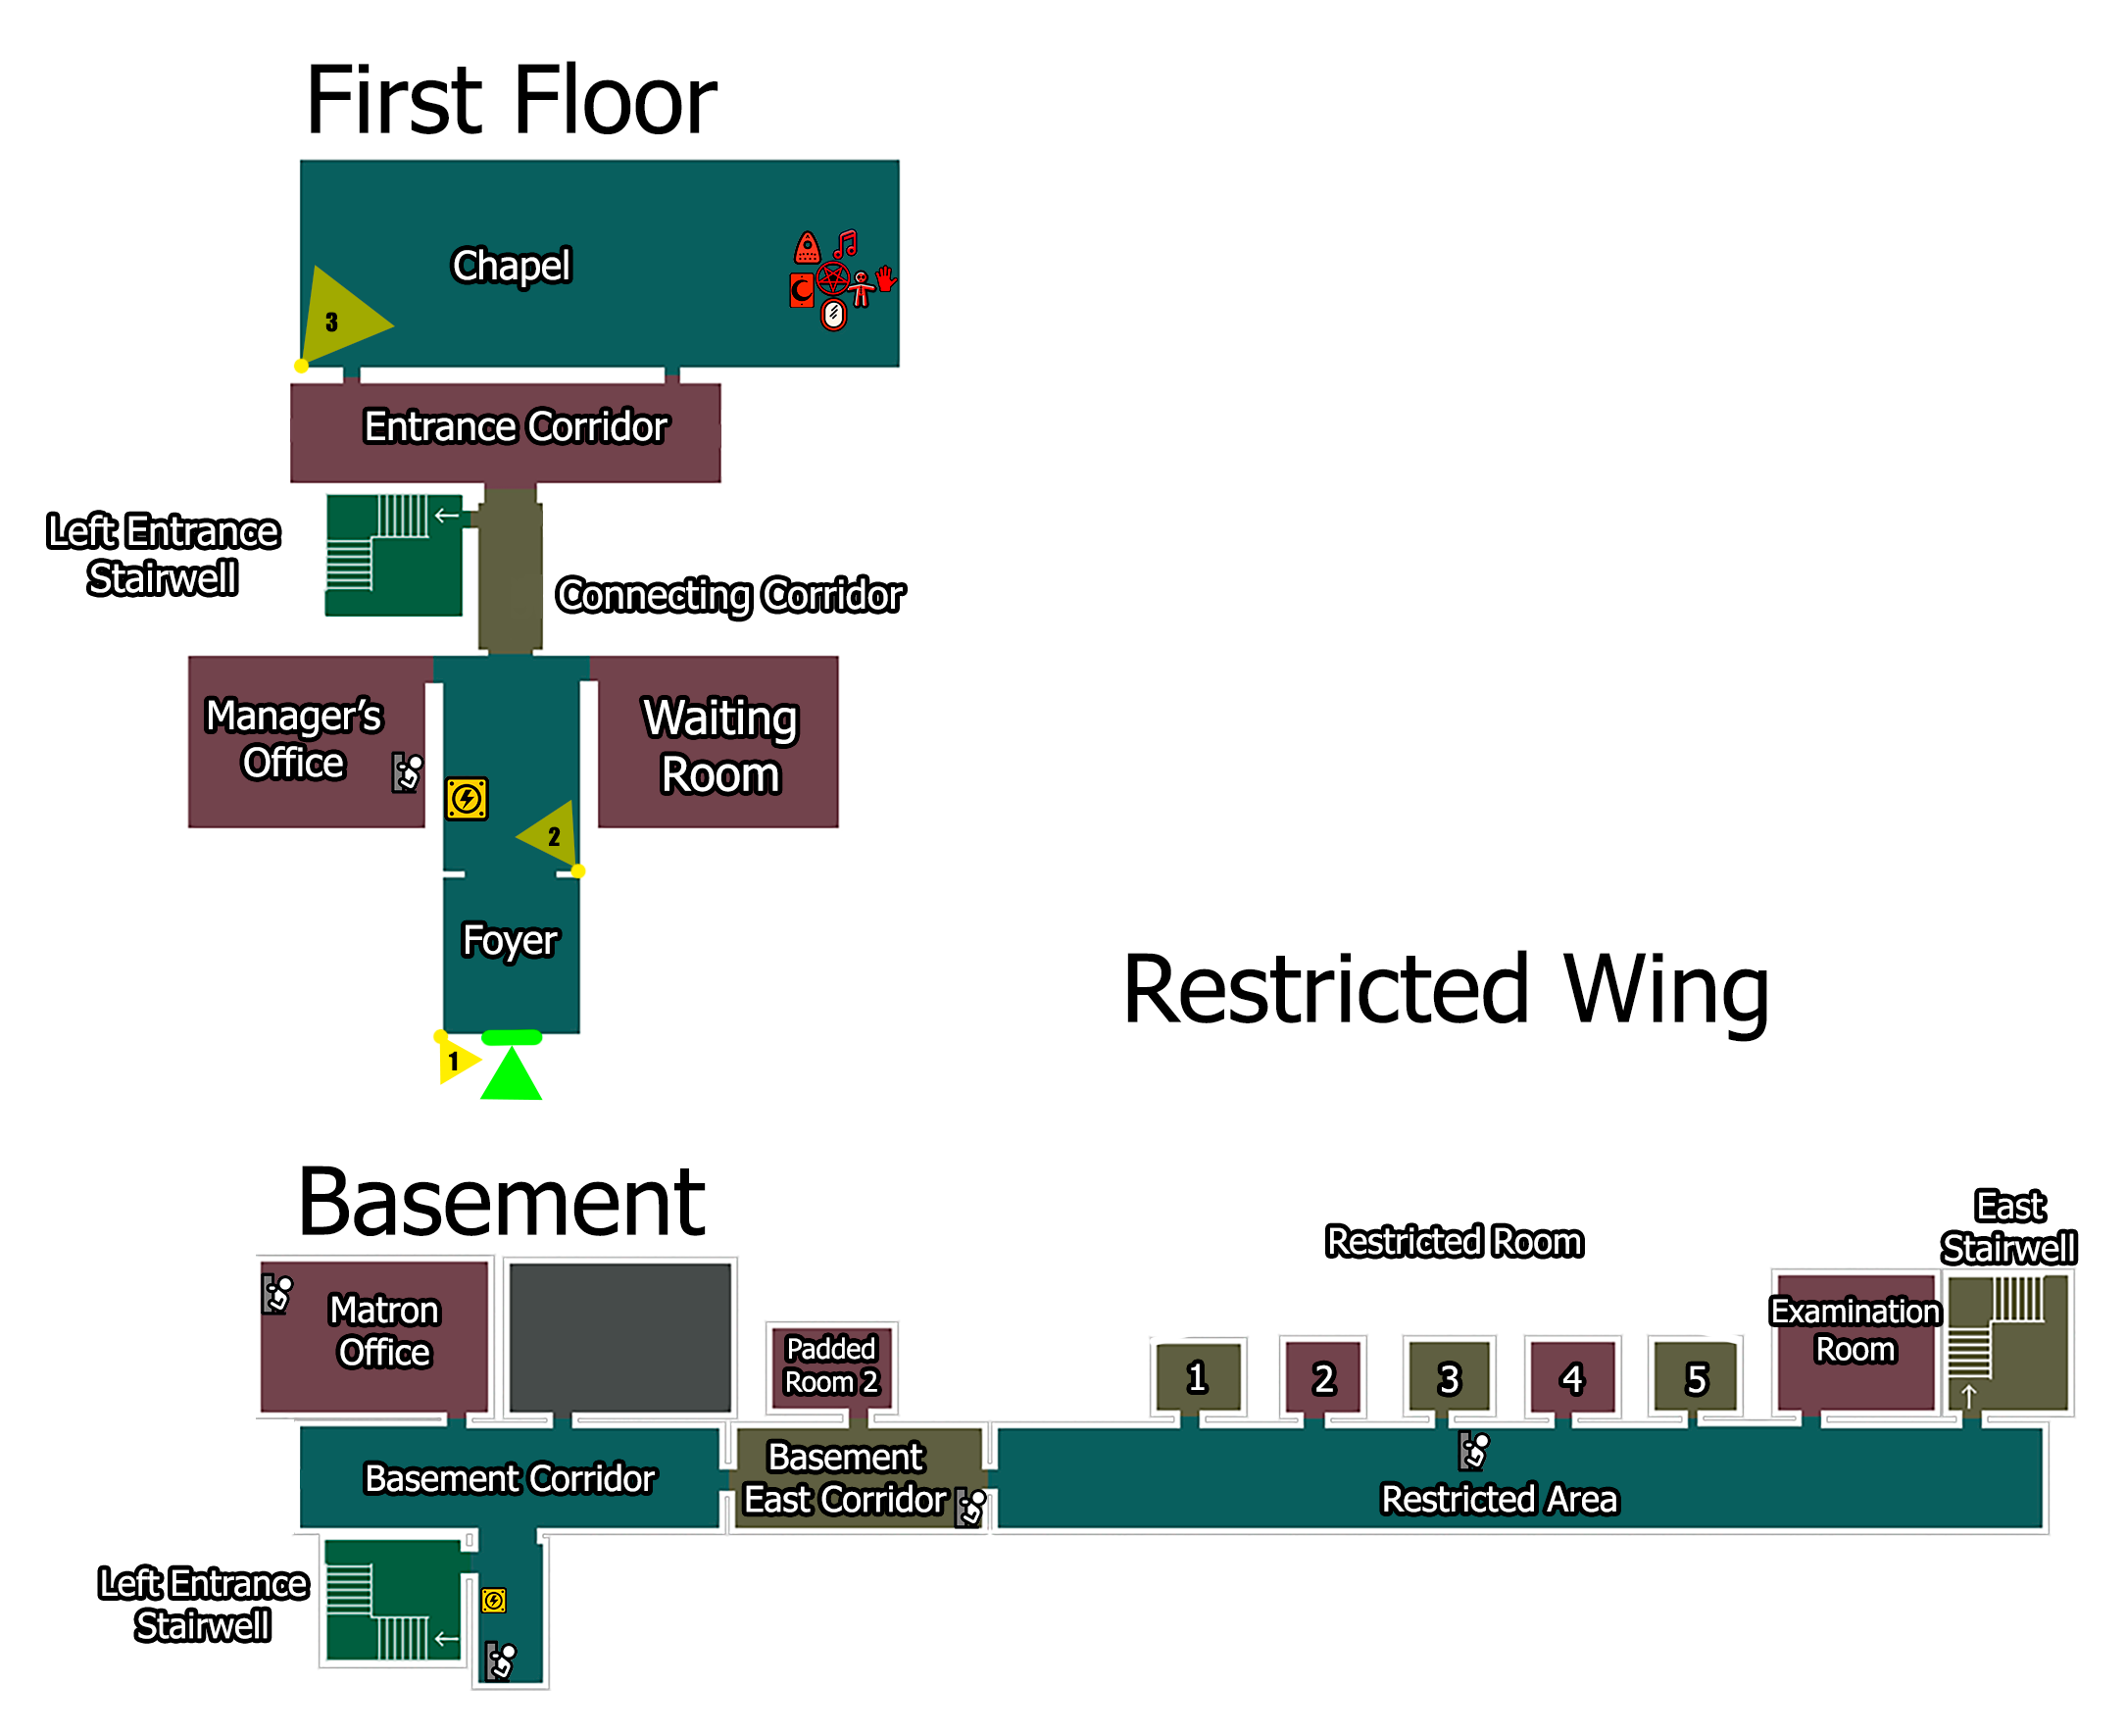 First Floor
Chapel
3
Entrance Corridor
Left Entrance
Stairwell
Connecting Corridor
Manager's
Office
Waiting
Room
2
Foyer
1
Restricted Wing
Basement
Matron
Office
Padded
Room 2
Restricted Room
1
2
3
4
5
Examination
Room
East
Stairwell
Basement Corridor
Basement
East Corridor
Restricted Area
Left Entrance
Stairwell